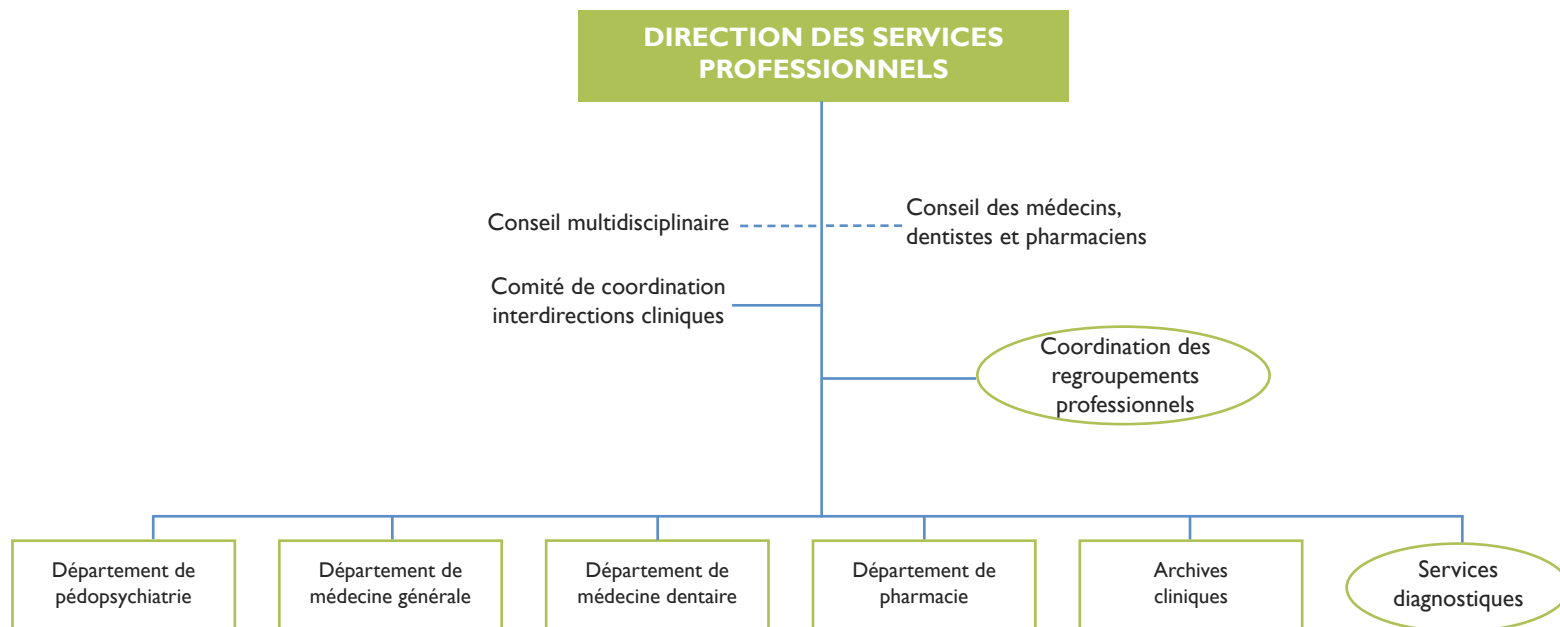 DIRECTION DES SERVICES
PROFESSIONNELS
Conseil multidisciplinaire
Conseil des médecins,
dentistes et pharmaciens
Comité de coordination
interdirections cliniques
Coordination des
regroupements
professionnels
Département de
pédopsychiatrie
Département de
médecine générale
Département de
médecine dentaire
Département de
pharmacie
Archives
cliniques
Services
diagnostiques